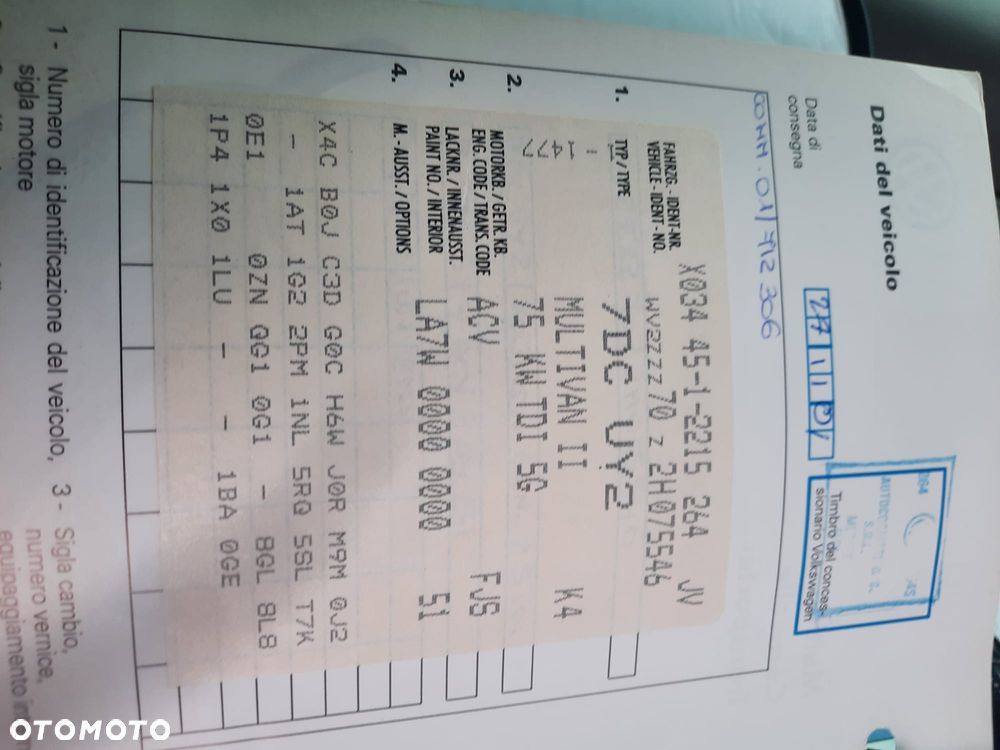 Dati del veicolo
Data di
consegna
Timbro del conces-
sionario Volkswagen
COMM. 01/912306
X034 45-1-2215 264 JV
FAHRZG.-IDENT-NR.
VEHICLE-IDENT-NO.
WV2ZZZ70 Z 2H075546
1.
TYP/TYPE
7DC UY2
MULTIVAN II K4
75 KW TDI 5G
2.
MOTORKB./GETR.KB.
ENG. CODE/TRANS. CODE
ACV FJS
3.
LACKNR./INNENAUSST.
PAINT NO./INTERIOR
LA7W 0000 0000 51
4.
M.-AUSST./OPTIONS
X4C B0J C3D G0C H6W J0R M9M 0J2
- 1AT 1G2 2PM 1NL 5RQ 5SL T7K
0E1 0ZN QG1 0G1 - 8GL 8L8
1P4 1X0 1LU - - 1BA 0GE
1 - Numero di identificazione del veicolo,
sigla motore
3 - Sigla cambio,
numero vernice,
OTOMOTO